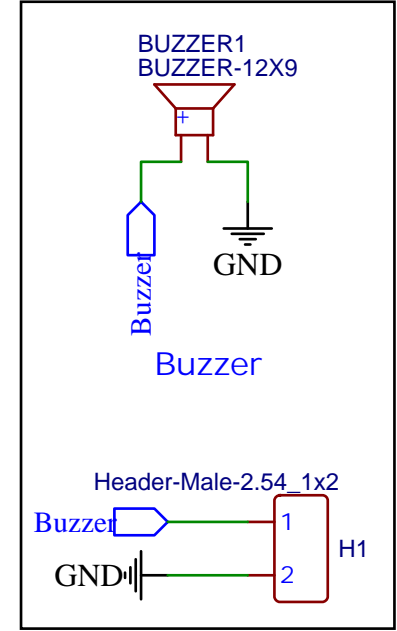 BUZZER1
BUZZER-12X9
+
GND
Buzzer
Buzzer
Header-Male-2.54_1x2
Buzzer
1
H1
GND
2